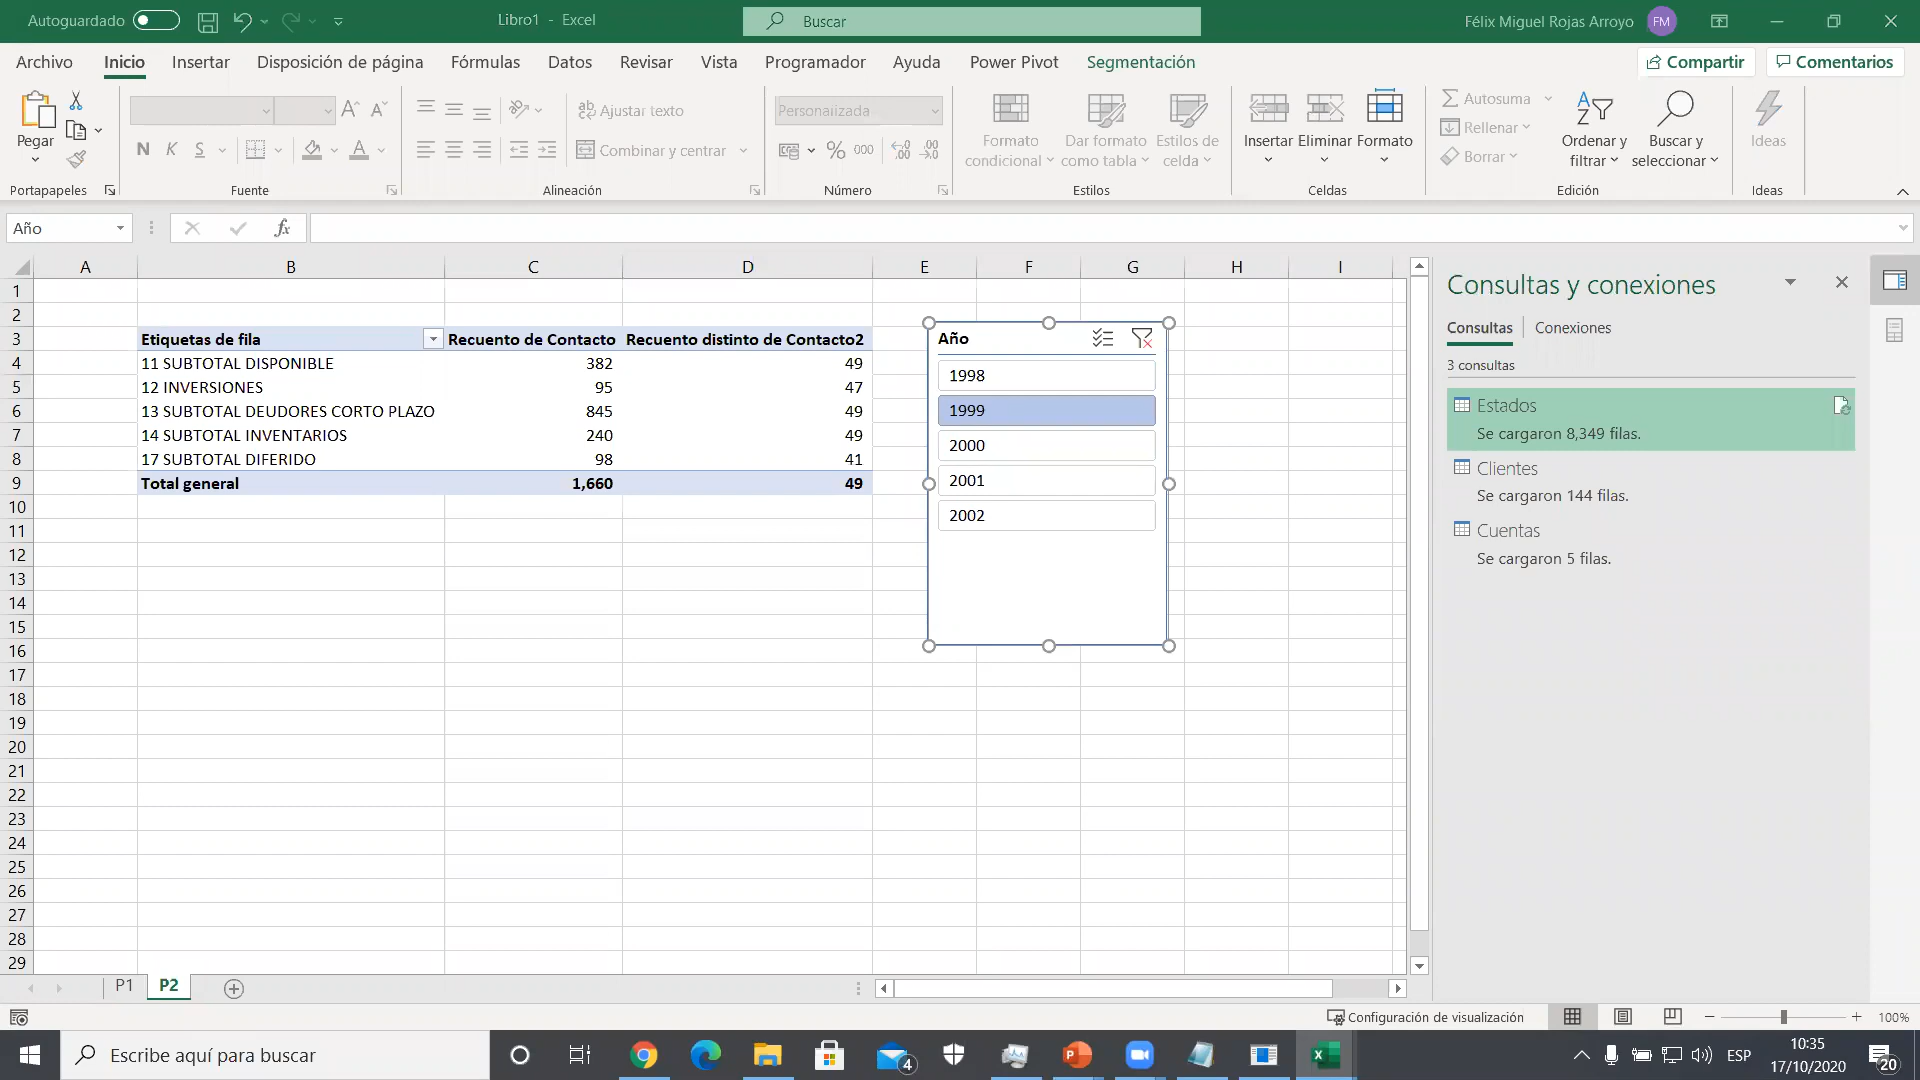 Autoguardado
Libro1 - Excel
Buscar
Félix Miguel Rojas Arroyo
FM
Archivo Inicio Insertar Disposición de página Fórmulas Datos Revisar Vista Programador Ayuda Power Pivot Segmentación
Compartir Comentarios
Pegar
Portapapeles
N K S
Fuente
Ajustar texto
Combinar y centrar
Alineación
Personalizada
% 000
Número
Formato condicional
Dar formato como tabla
Estilos de celda
Estilos
Insertar Eliminar Formato
Celdas
Autosuma
Rellenar
Borrar
Ordenar y filtrar
Buscar y seleccionar
Edición
Ideas
Ideas
Año
fx
A B C D E F G H I
1
2
3 Etiquetas de fila Recuento de Contacto Recuento distinto de Contacto2
4 11 SUBTOTAL DISPONIBLE 382 49
5 12 INVERSIONES 95 47
6 13 SUBTOTAL DEUDORES CORTO PLAZO 845 49
7 14 SUBTOTAL INVENTARIOS 240 49
8 17 SUBTOTAL DIFERIDO 98 41
9 Total general 1,660 49
10
11
12
13
14
15
16
17
18
19
20
21
22
23
24
25
26
27
28
29
Año
1998
1999
2000
2001
2002
Consultas y conexiones
Consultas Conexiones
3 consultas
Estados
Se cargaron 8,349 filas.
Clientes
Se cargaron 144 filas.
Cuentas
Se cargaron 5 filas.
P1 P2
Configuración de visualización
100%
Escribe aquí para buscar
4
ESP
10:35
17/10/2020
20